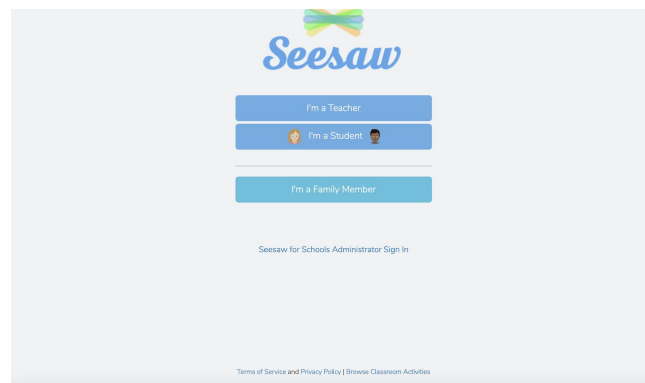 Seesaw
I'm a Teacher
I'm a Student
I'm a Family Member
Seesaw for Schools Administrator Sign In
Terms of Service and Privacy Policy | Browse Classroom Activities